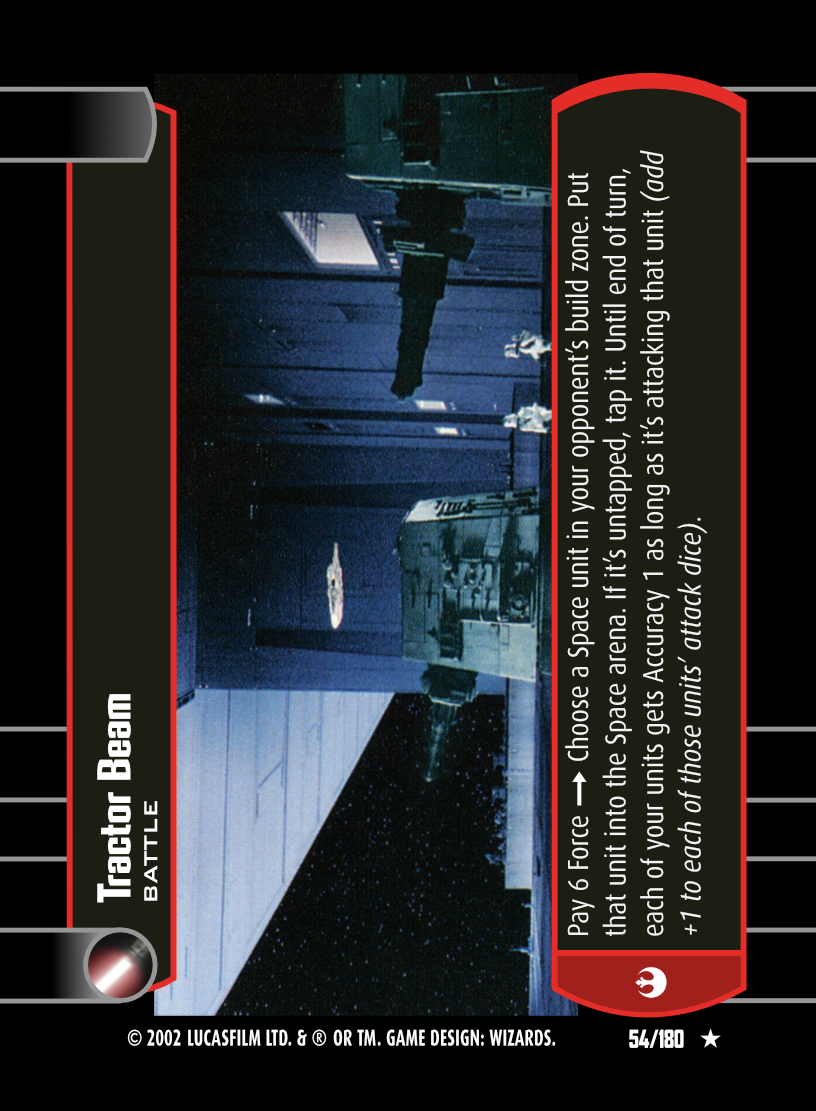 Tractor Beam
BATTLE
Pay 6 Force → Choose a Space unit in your opponent's build zone. Put
that unit into the Space arena. If it's untapped, tap it. Until end of turn,
each of your units gets Accuracy 1 as long as it's attacking that unit (add
+1 to each of those units' attack dice).
© 2002 LUCASFILM LTD. & ® OR TM. GAME DESIGN: WIZARDS.
54/180 ★